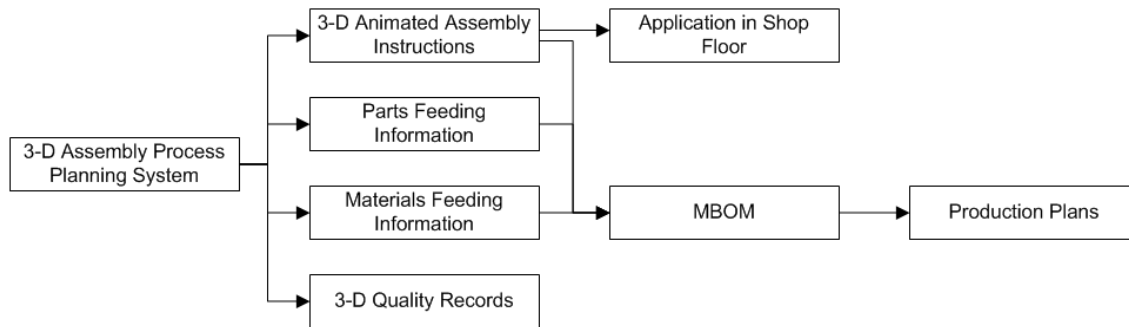 3-D Animated Assembly
Instructions
Application in Shop
Floor
Parts Feeding
Information
3-D Assembly Process
Planning System
Materials Feeding
Information
MBOM
Production Plans
3-D Quality Records